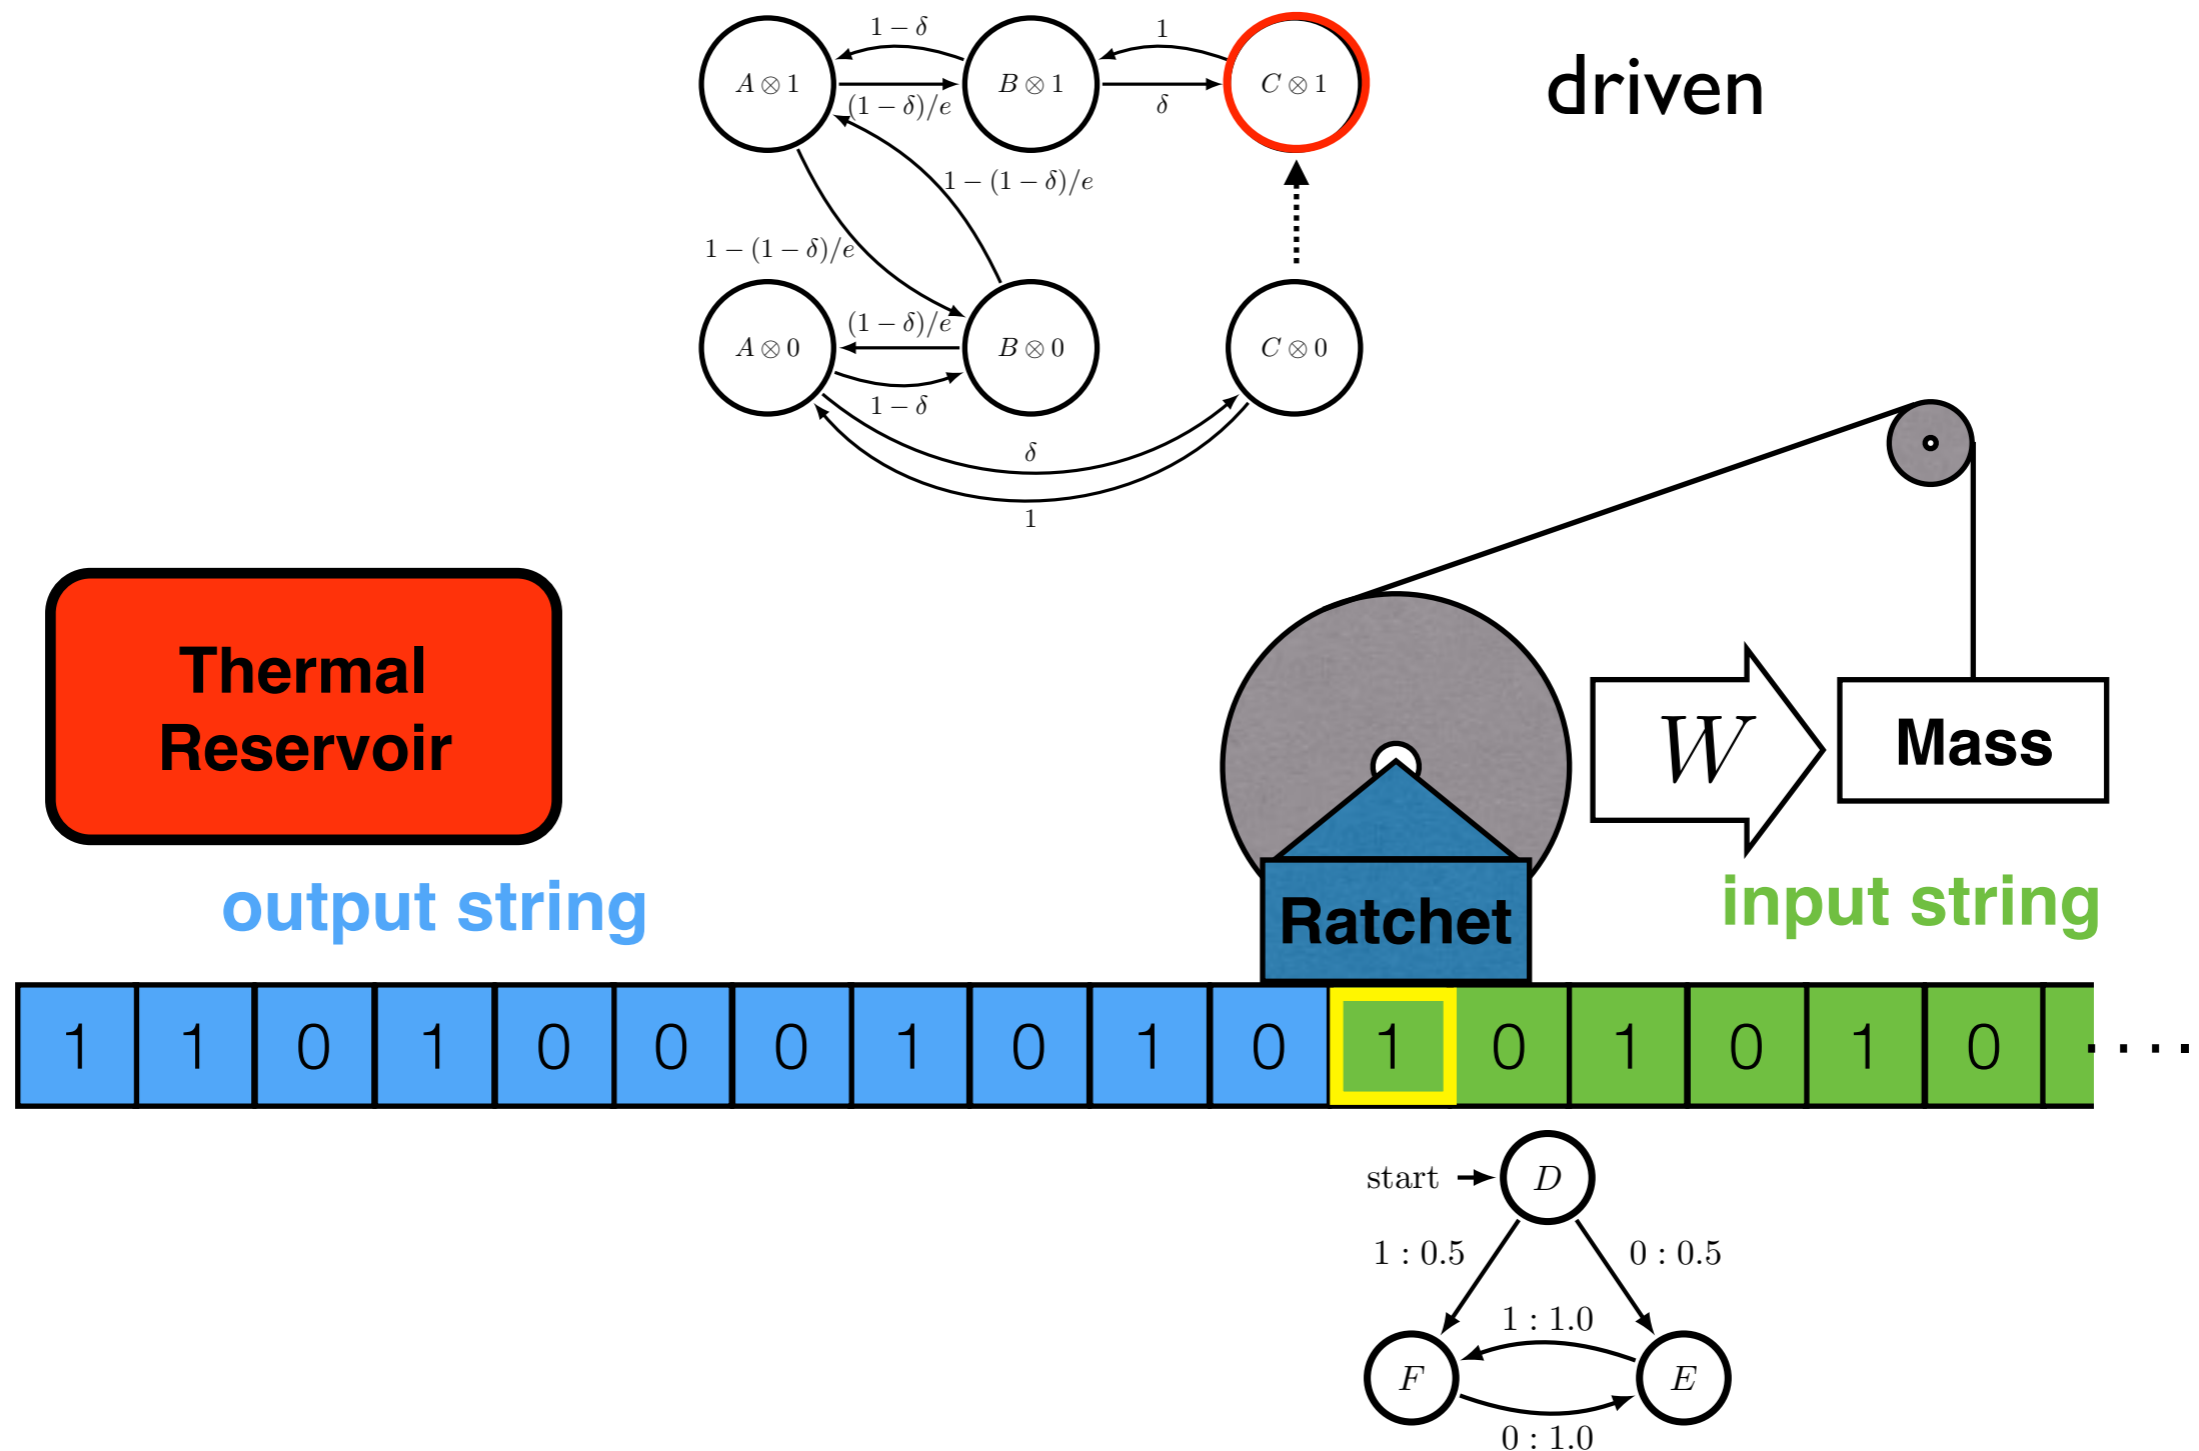 1 − δ
1
A ⊗ 1
B ⊗ 1
C ⊗ 1
driven
(1 − δ)/e
δ
1 − (1 − δ)/e
1 − (1 − δ)/e
(1 − δ)/e
A ⊗ 0
B ⊗ 0
C ⊗ 0
1 − δ
δ
1
Thermal
Reservoir
W
Mass
output string
Ratchet
input string
1 1 0 1 0 0 0 1 0 1 0 1 0 1 0 1 0 ....
start
D
1 : 0.5
0 : 0.5
1 : 1.0
F
E
0 : 1.0